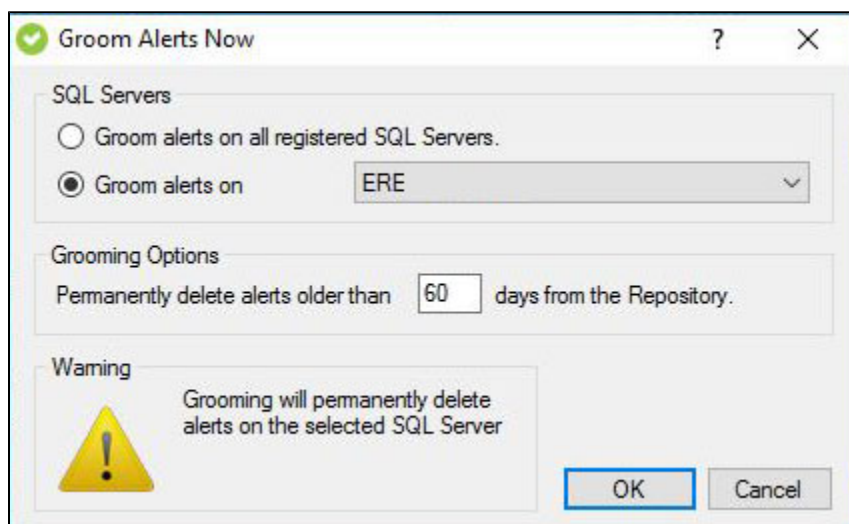 Groom Alerts Now ?
SQL Servers
Groom alerts on all registered SQL Servers.
Groom alerts on ERE
Grooming Options
Permanently delete alerts older than 60 days from the Repository.
Warning
Grooming will permanently delete
alerts on the selected SQL Server
OK Cancel